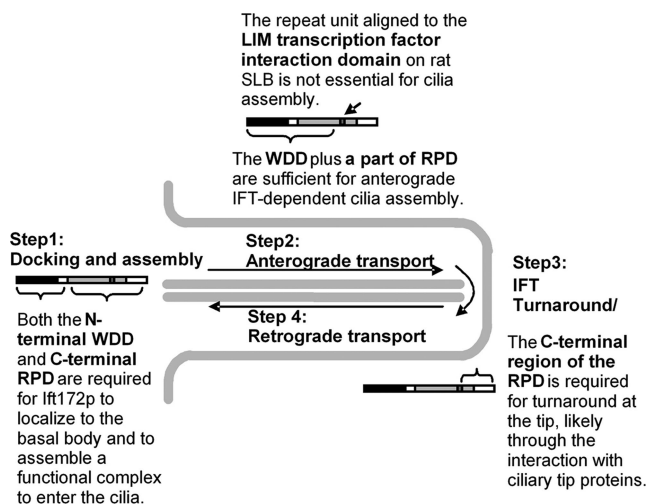 The repeat unit aligned to the
LIM transcription factor
interaction domain on rat
SLB is not essential for cilia
assembly.
The WDD plus a part of RPD
are sufficient for anterograde
IFT-dependent cilia assembly.
Step1:
Docking and assembly
Step2:
Anterograde transport
Step3:
IFT
Turnaround/
Step 4:
Retrograde transport
Both the N-
terminal WDD
and C-terminal
RPD are required
for Ift172p to
localize to the
basal body and to
assemble a
functional complex
to enter the cilia.
The C-terminal
region of the
RPD is required
for turnaround at
the tip, likely
through the
interaction with
ciliary tip proteins.